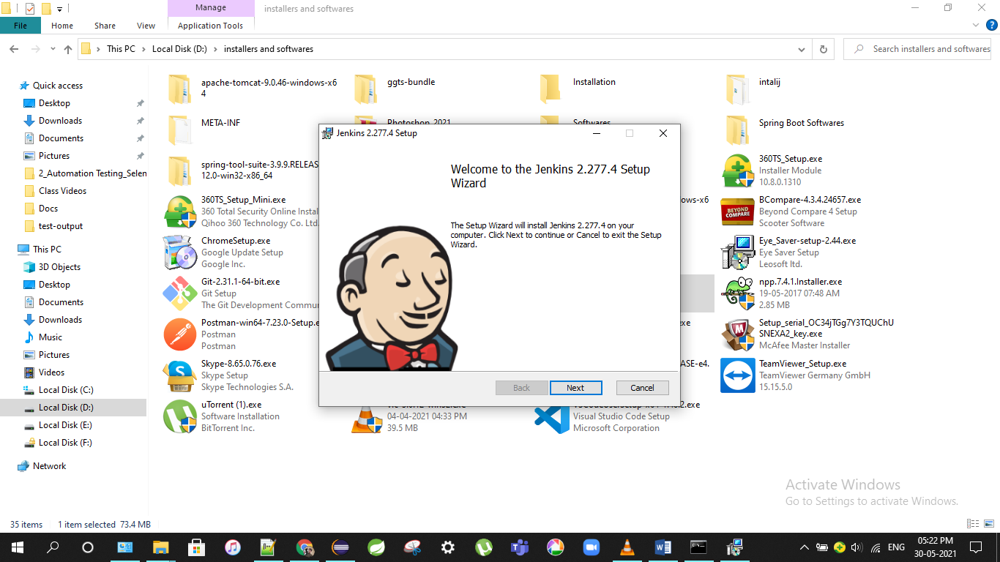 Manage
installers and softwares
File
Home
Share
View
Application Tools
This PC
Local Disk (D:)
installers and softwares
Search installers and softwares
Quick access
Desktop
Downloads
Documents
Pictures
2_Automation Testing_Selen
Class Videos
Docs
test-output
This PC
3D Objects
Desktop
Documents
Downloads
Music
Pictures
Videos
Local Disk (C:)
Local Disk (D:)
Local Disk (E:)
Local Disk (F:)
Network
apache-tomcat-9.0.46-windows-x6
4
ggts-bundle
Installation
intalij
META-INF
Photoshop 2021
Softwares
Spring Boot Softwares
spring-tool-suite-3.9.9.RELEAS
12.0-win32-x86_64
360TS_Setup.exe
Installer Module
10.8.0.1310
360TS_Setup_Mini.exe
360 Total Security Online Instal
Qihoo 360 Technology Co. Ltd.
ows-x6
BCompare-4.3.4.24657.exe
Beyond Compare 4 Setup
Scooter Software
BEYOND
COMPARE
ChromeSetup.exe
Google Update Setup
Google Inc.
Eye_Saver-setup-2.44.exe
Eye Saver Setup
Leosoft ltd.
Git-2.31.1-64-bit.exe
Git Setup
The Git Development Commu
npp.7.4.1.Installer.exe
19-05-2017 07:48 AM
2.85 MB
Postman-win64-7.23.0-Setup.e
Postman
Postman
exe
Setup_serial_OC34jTGg7Y3TQUChU
SNEXA2_key.exe
McAfee Master Installer
Skype-8.65.0.76.exe
Skype Setup
Skype Technologies S.A.
ASE-e4.
TeamViewer_Setup.exe
TeamViewer Germany GmbH
15.15.5.0
uTorrent (1).exe
Software Installation
BitTorrent Inc.
04-04-2021 04:33 PM
39.5 MB
.2.exe
Visual Studio Code Setup
Microsoft Corporation
Jenkins 2.277.4 Setup
Welcome to the Jenkins 2.277.4 Setup
Wizard
The Setup Wizard will install Jenkins 2.277.4 on your
computer. Click Next to continue or Cancel to exit the Setup
Wizard.
Back
Next
Cancel
Activate Windows
Go to Settings to activate Windows.
35 items
1 item selected 73.4 MB
ENG
05:22 PM
30-05-2021